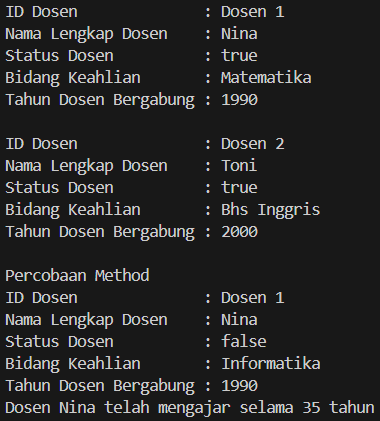 ID Dosen              : Dosen 1
Nama Lengkap Dosen    : Nina
Status Dosen          : true
Bidang Keahlian       : Matematika
Tahun Dosen Bergabung : 1990

ID Dosen              : Dosen 2
Nama Lengkap Dosen    : Toni
Status Dosen          : true
Bidang Keahlian       : Bhs Inggris
Tahun Dosen Bergabung : 2000

Percobaan Method
ID Dosen              : Dosen 1
Nama Lengkap Dosen    : Nina
Status Dosen          : false
Bidang Keahlian       : Informatika
Tahun Dosen Bergabung : 1990
Dosen Nina telah mengajar selama 35 tahun